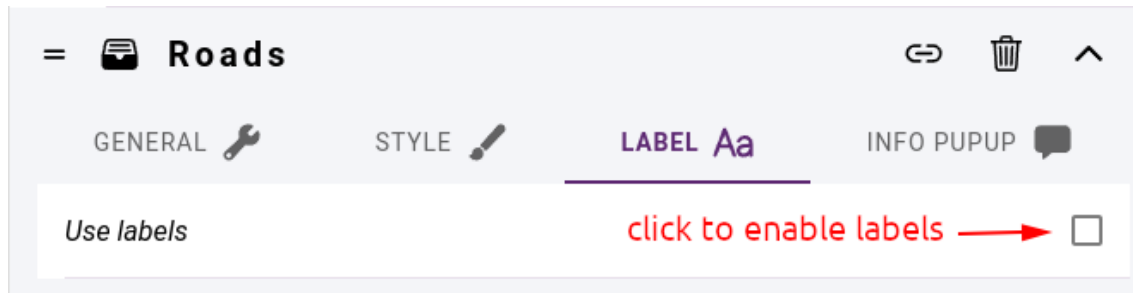 Roads
GENERAL STYLE LABEL Aa INFO PUPUP
Use labels click to enable labels